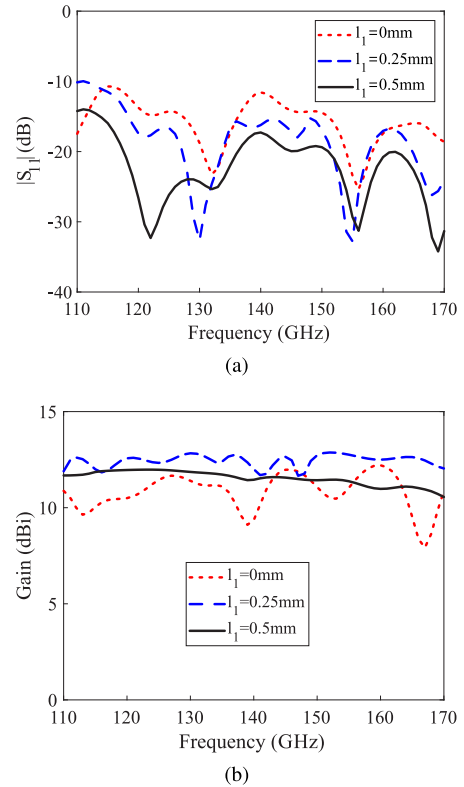 0
-10
-20
-30
-40
|S11| (dB)
l1=0mm
l1=0.25mm
l1=0.5mm
110 120 130 140 150 160 170
Frequency (GHz)
(a)
15
10
5
0
Gain (dBi)
l1=0mm
l1=0.25mm
l1=0.5mm
110 120 130 140 150 160 170
Frequency (GHz)
(b)